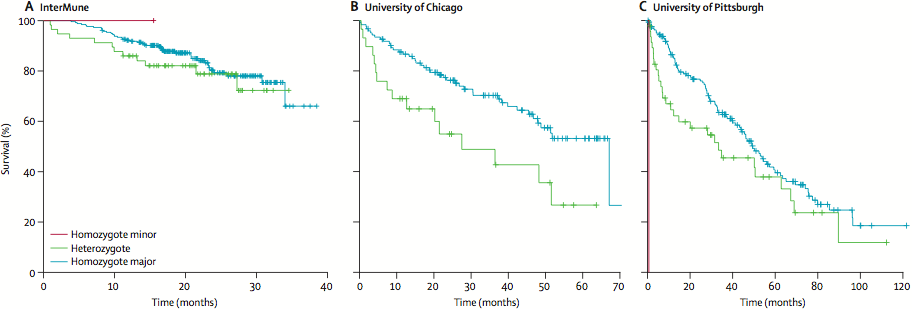 A InterMune
B University of Chicago
C University of Pittsburgh
Survival (%)
100
80
60
40
20
0
Homozygote minor
Heterozygote
Homozygote major
0 10 20 30 40
Time (months)
0 10 20 30 40 50 60 70
Time (months)
0 20 40 60 80 100 120
Time (months)